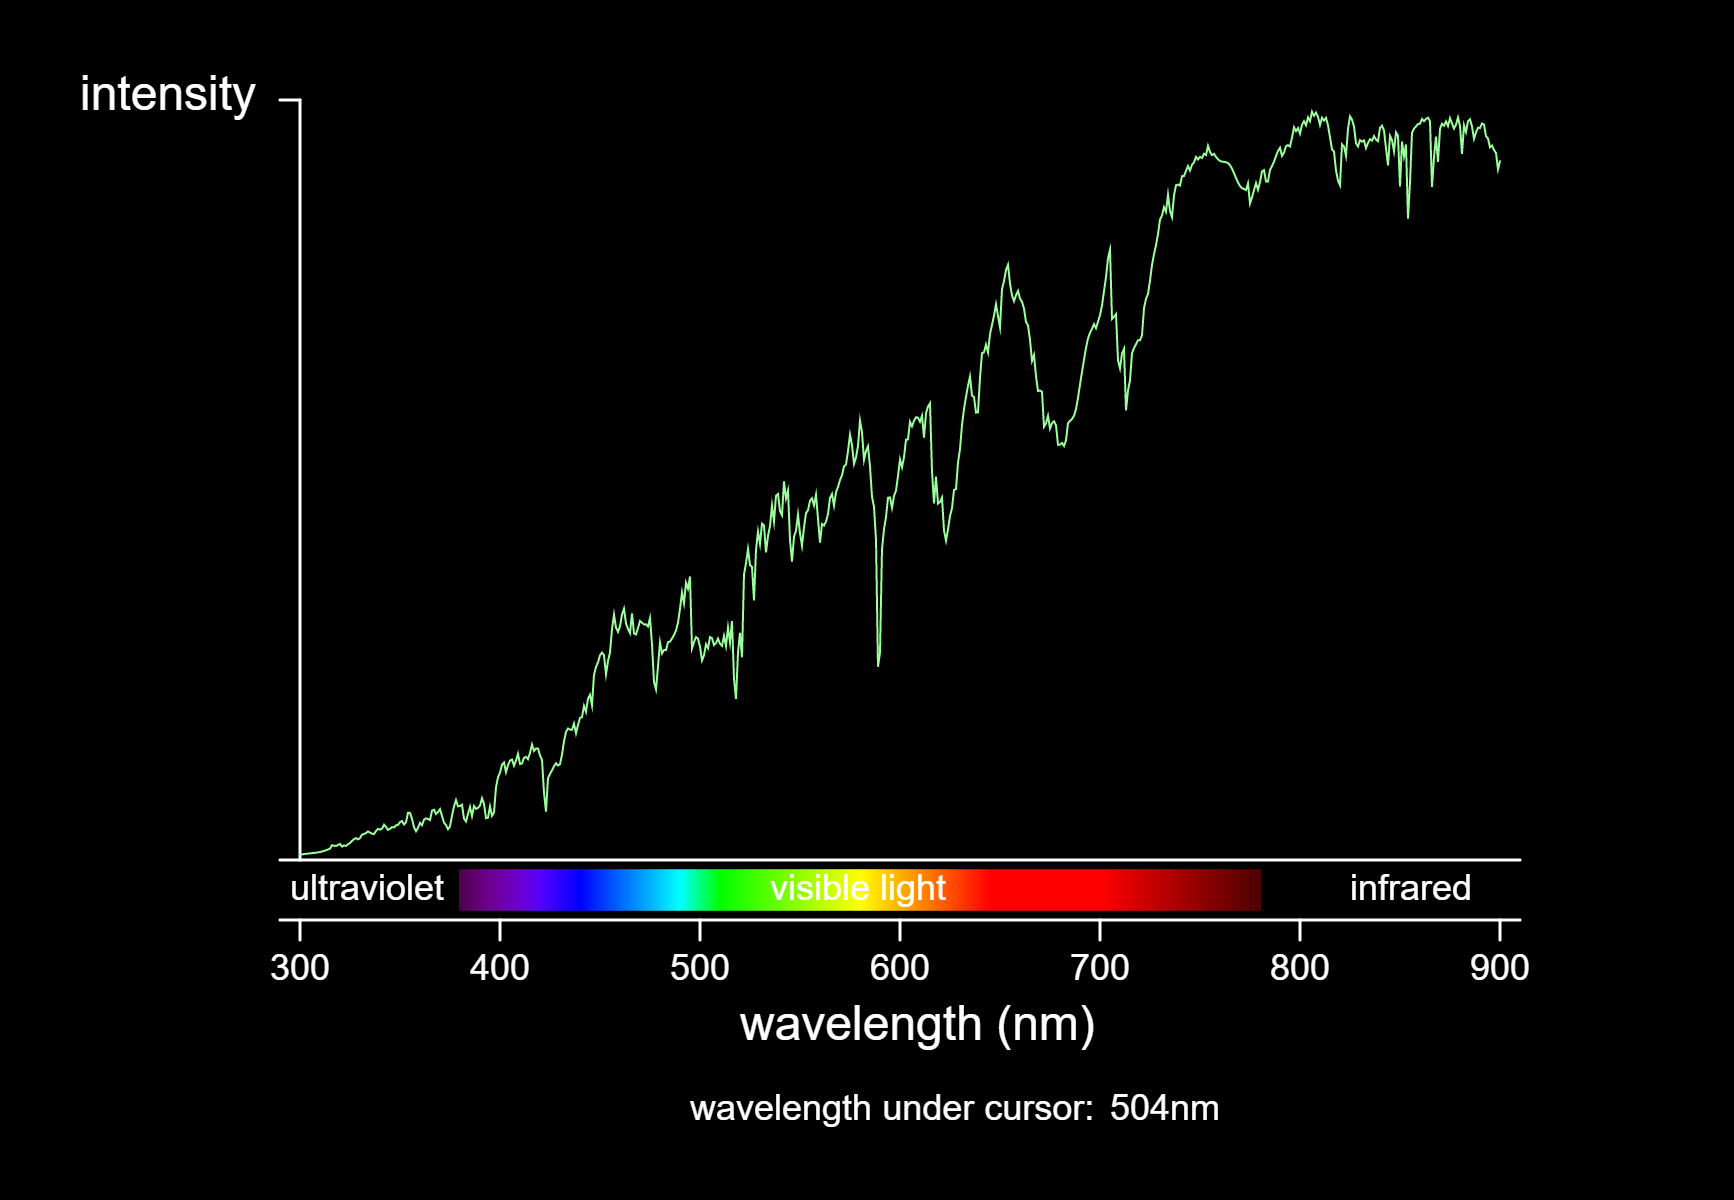 intensity
ultraviolet visible light infrared
300 400 500 600 700 800 900
wavelength (nm)
wavelength under cursor: 504nm